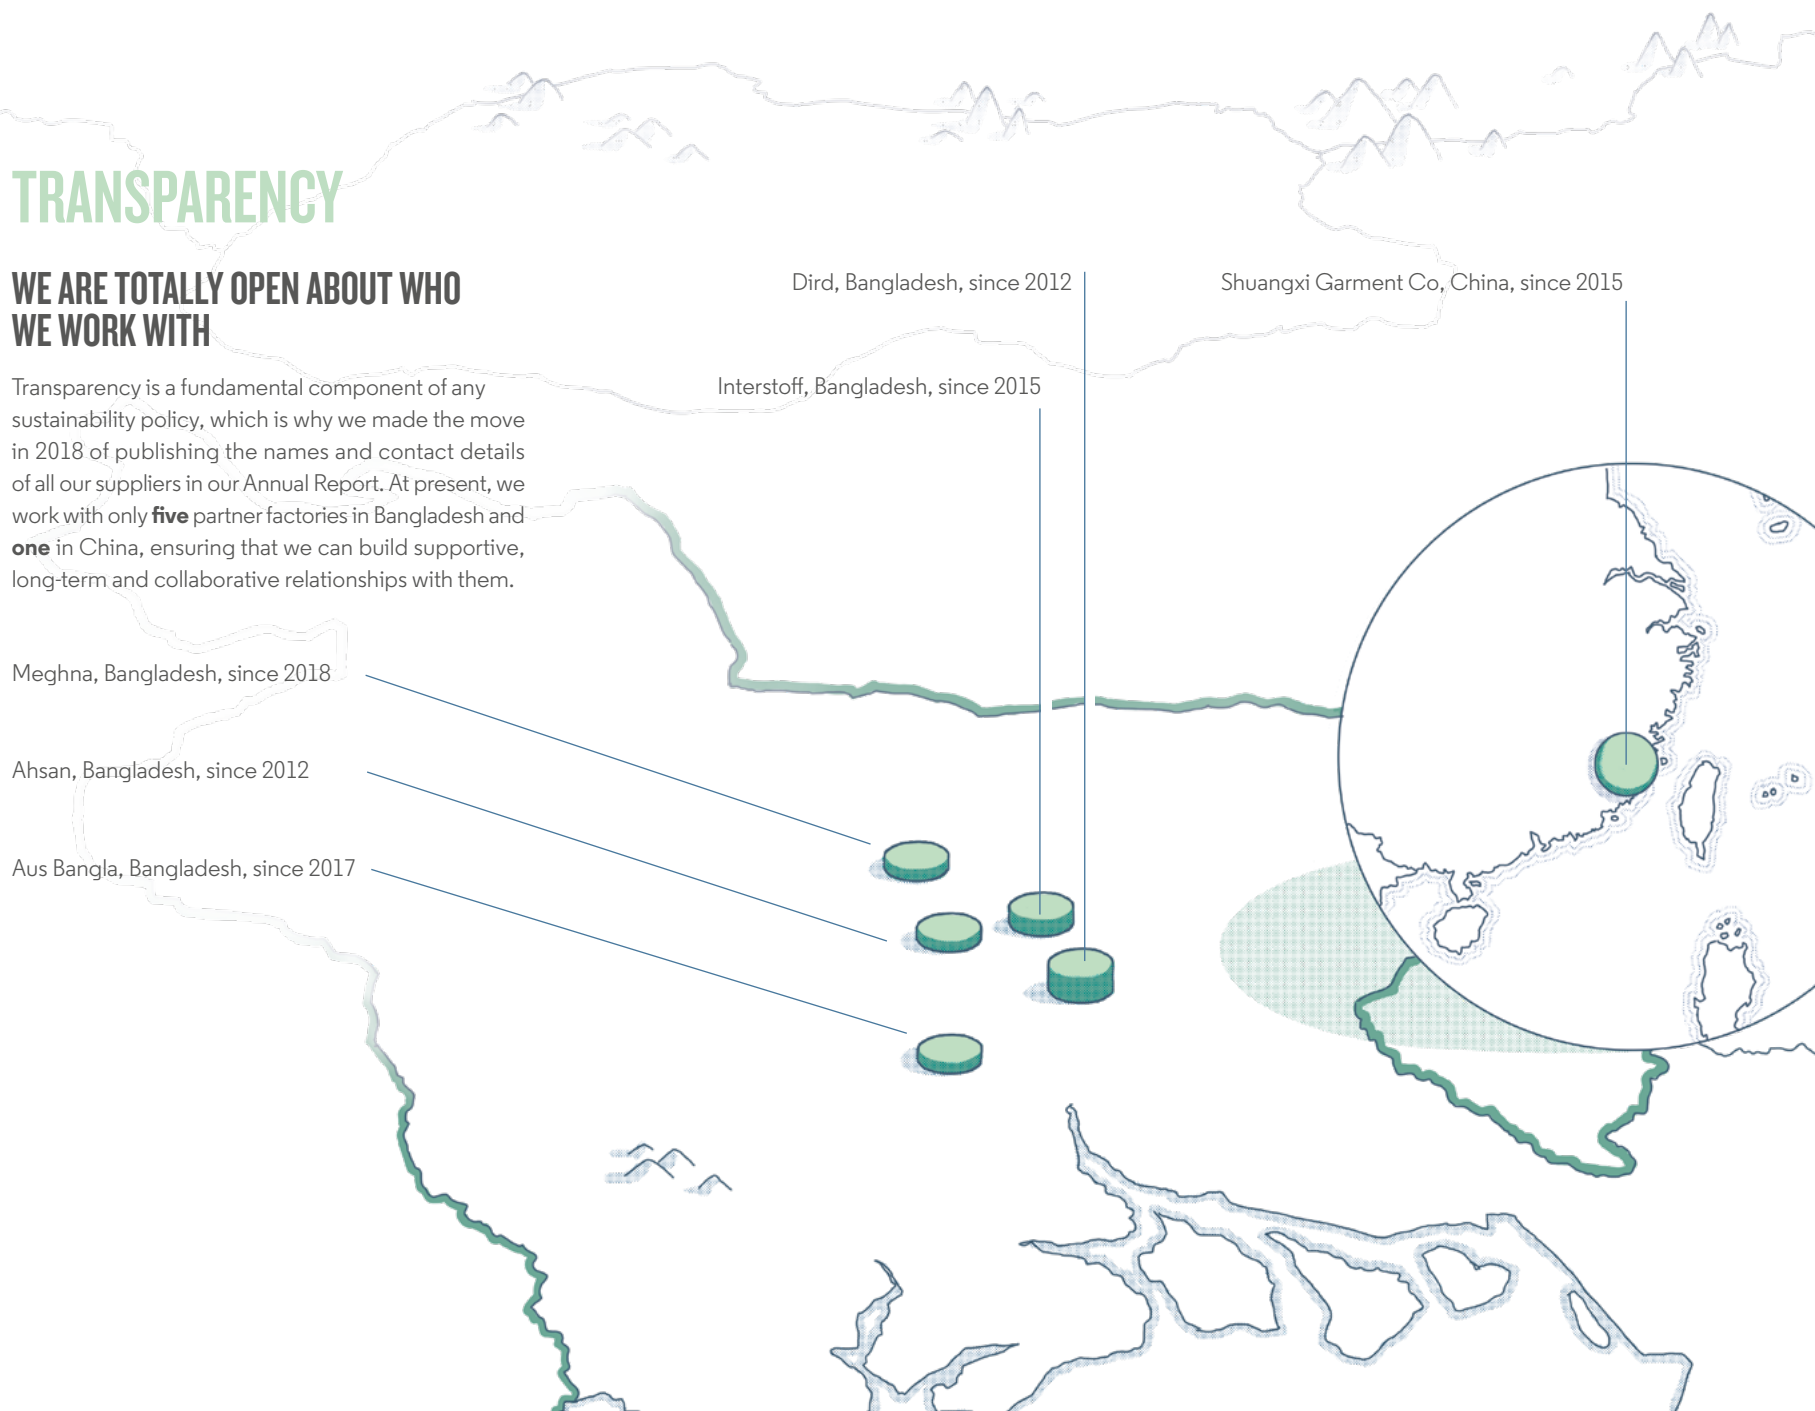 TRANSPARENCY
WE ARE TOTALLY OPEN ABOUT WHO
WE WORK WITH
Transparency is a fundamental component of any
sustainability policy, which is why we made the move
in 2018 of publishing the names and contact details
of all our suppliers in our Annual Report. At present, we
work with only five partner factories in Bangladesh and
one in China, ensuring that we can build supportive,
long-term and collaborative relationships with them.
Meghna, Bangladesh, since 2018
Ahsan, Bangladesh, since 2012
Aus Bangla, Bangladesh, since 2017
Dird, Bangladesh, since 2012
Interstoff, Bangladesh, since 2015
Shuangxi Garment Co, China, since 2015